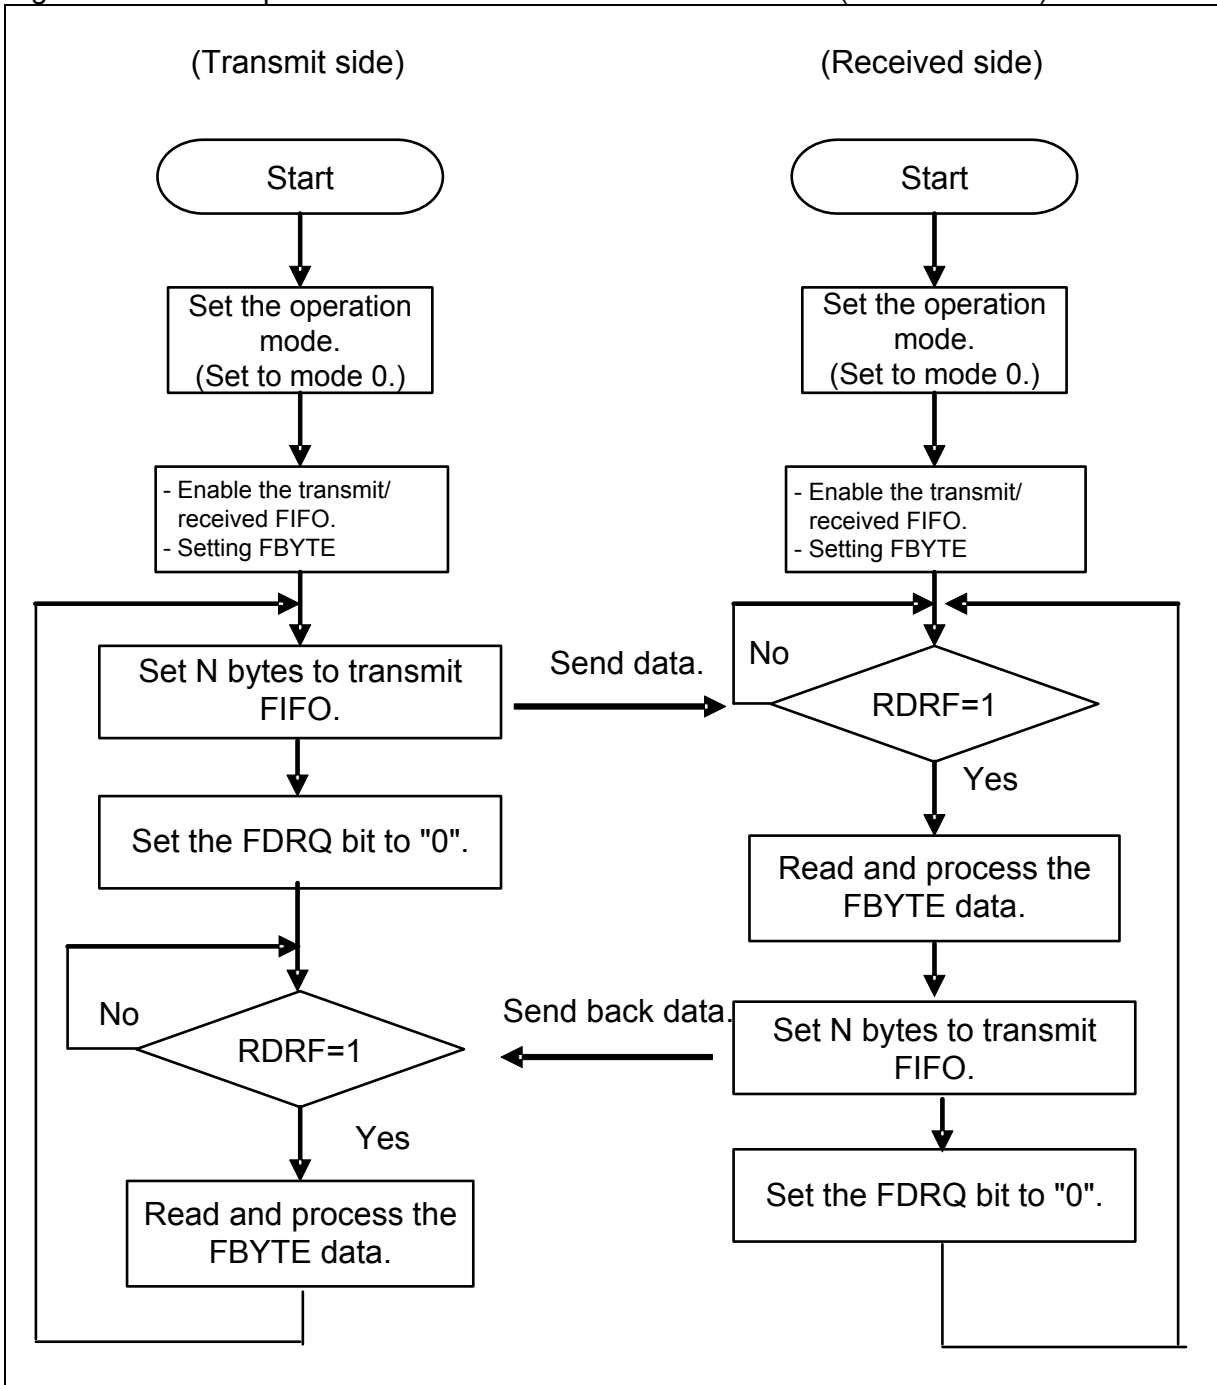 (Transmit side)
Start
Set the operation
mode.
(Set to mode 0.)
- Enable the transmit/
received FIFO.
- Setting FBYTE
Set N bytes to transmit
FIFO.
Send data.
Set the FDRQ bit to "0".
No
RDRF=1
Yes
Read and process the
FBYTE data.
(Received side)
Start
Set the operation
mode.
(Set to mode 0.)
- Enable the transmit/
received FIFO.
- Setting FBYTE
No
RDRF=1
Yes
Read and process the
FBYTE data.
Send back data.
Set N bytes to transmit
FIFO.
Set the FDRQ bit to "0".